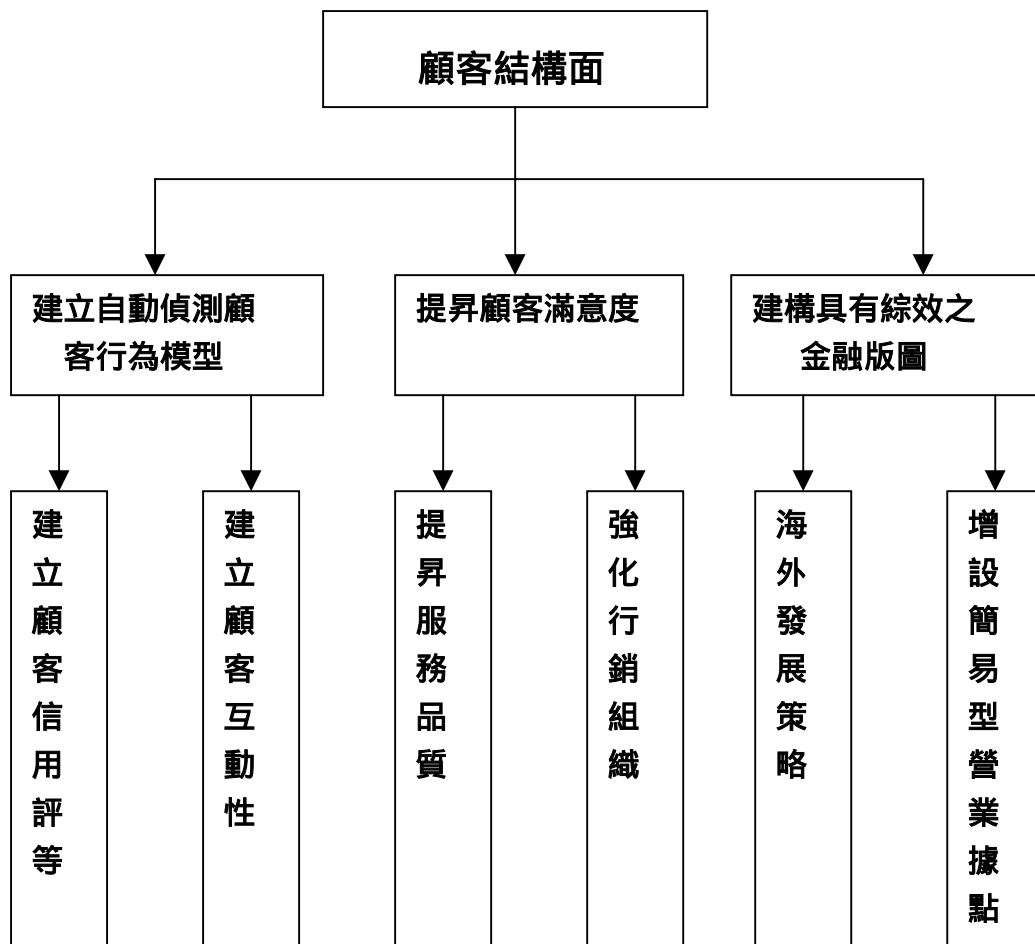 顧客結構面
建立自動偵測顧
客行為模型
提昇顧客滿意度
建構具有綜效之
金融版圖
建立顧客信用評等
建立顧客互動性
提昇服務品質
強化行銷組織
海外發展策略
增設簡易型營業據點